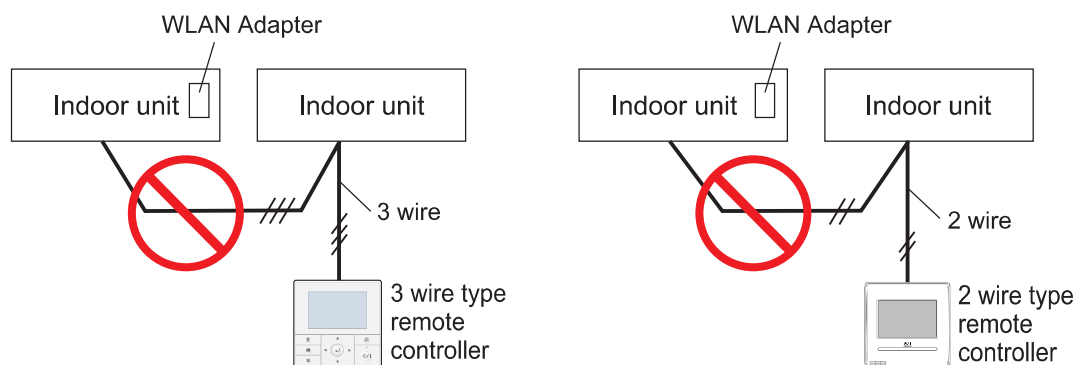 WLAN Adapter
Indoor unit
Indoor unit
3 wire
3 wire type
remote
controller
WLAN Adapter
Indoor unit
Indoor unit
2 wire
2 wire type
remote
controller